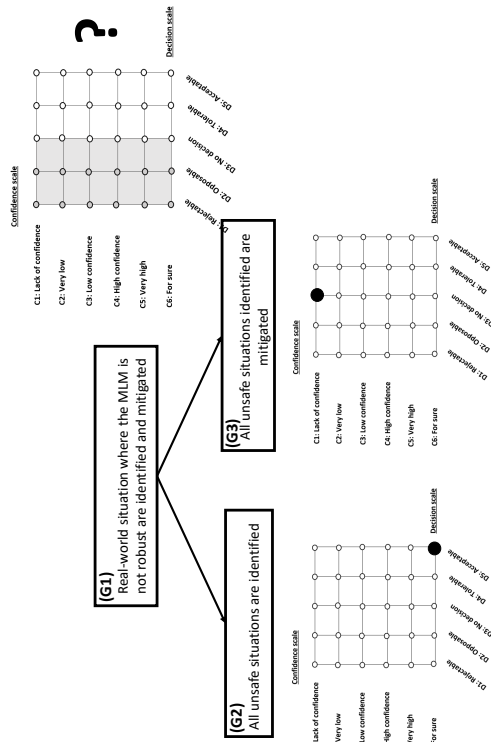 Confidence scale
C1: Lack of confidence
C2: Very low
C3: Low confidence
C4: High confidence
C5: Very high
C6: For sure
D1: Rejectable
D2: Opposable
D3: No decision
D4: Tolerable
D5: Acceptable
Decision scale
?
(G1)
Real-world situation where the MLM is
not robust are identified and mitigated
(G2)
All unsafe situations are identified
(G3)
All unsafe situations identified are
mitigated
Confidence scale
Lack of confidence
Very low
Low confidence
High confidence
Very high
For sure
D1: Rejectable
D2: Opposable
D3: No decision
D4: Tolerable
D5: Acceptable
Decision scale
Confidence scale
C1: Lack of confidence
C2: Very low
C3: Low confidence
C4: High confidence
C5: Very high
C6: For sure
D1: Rejectable
D2: Opposable
D3: No decision
D4: Tolerable
D5: Acceptable
Decision scale